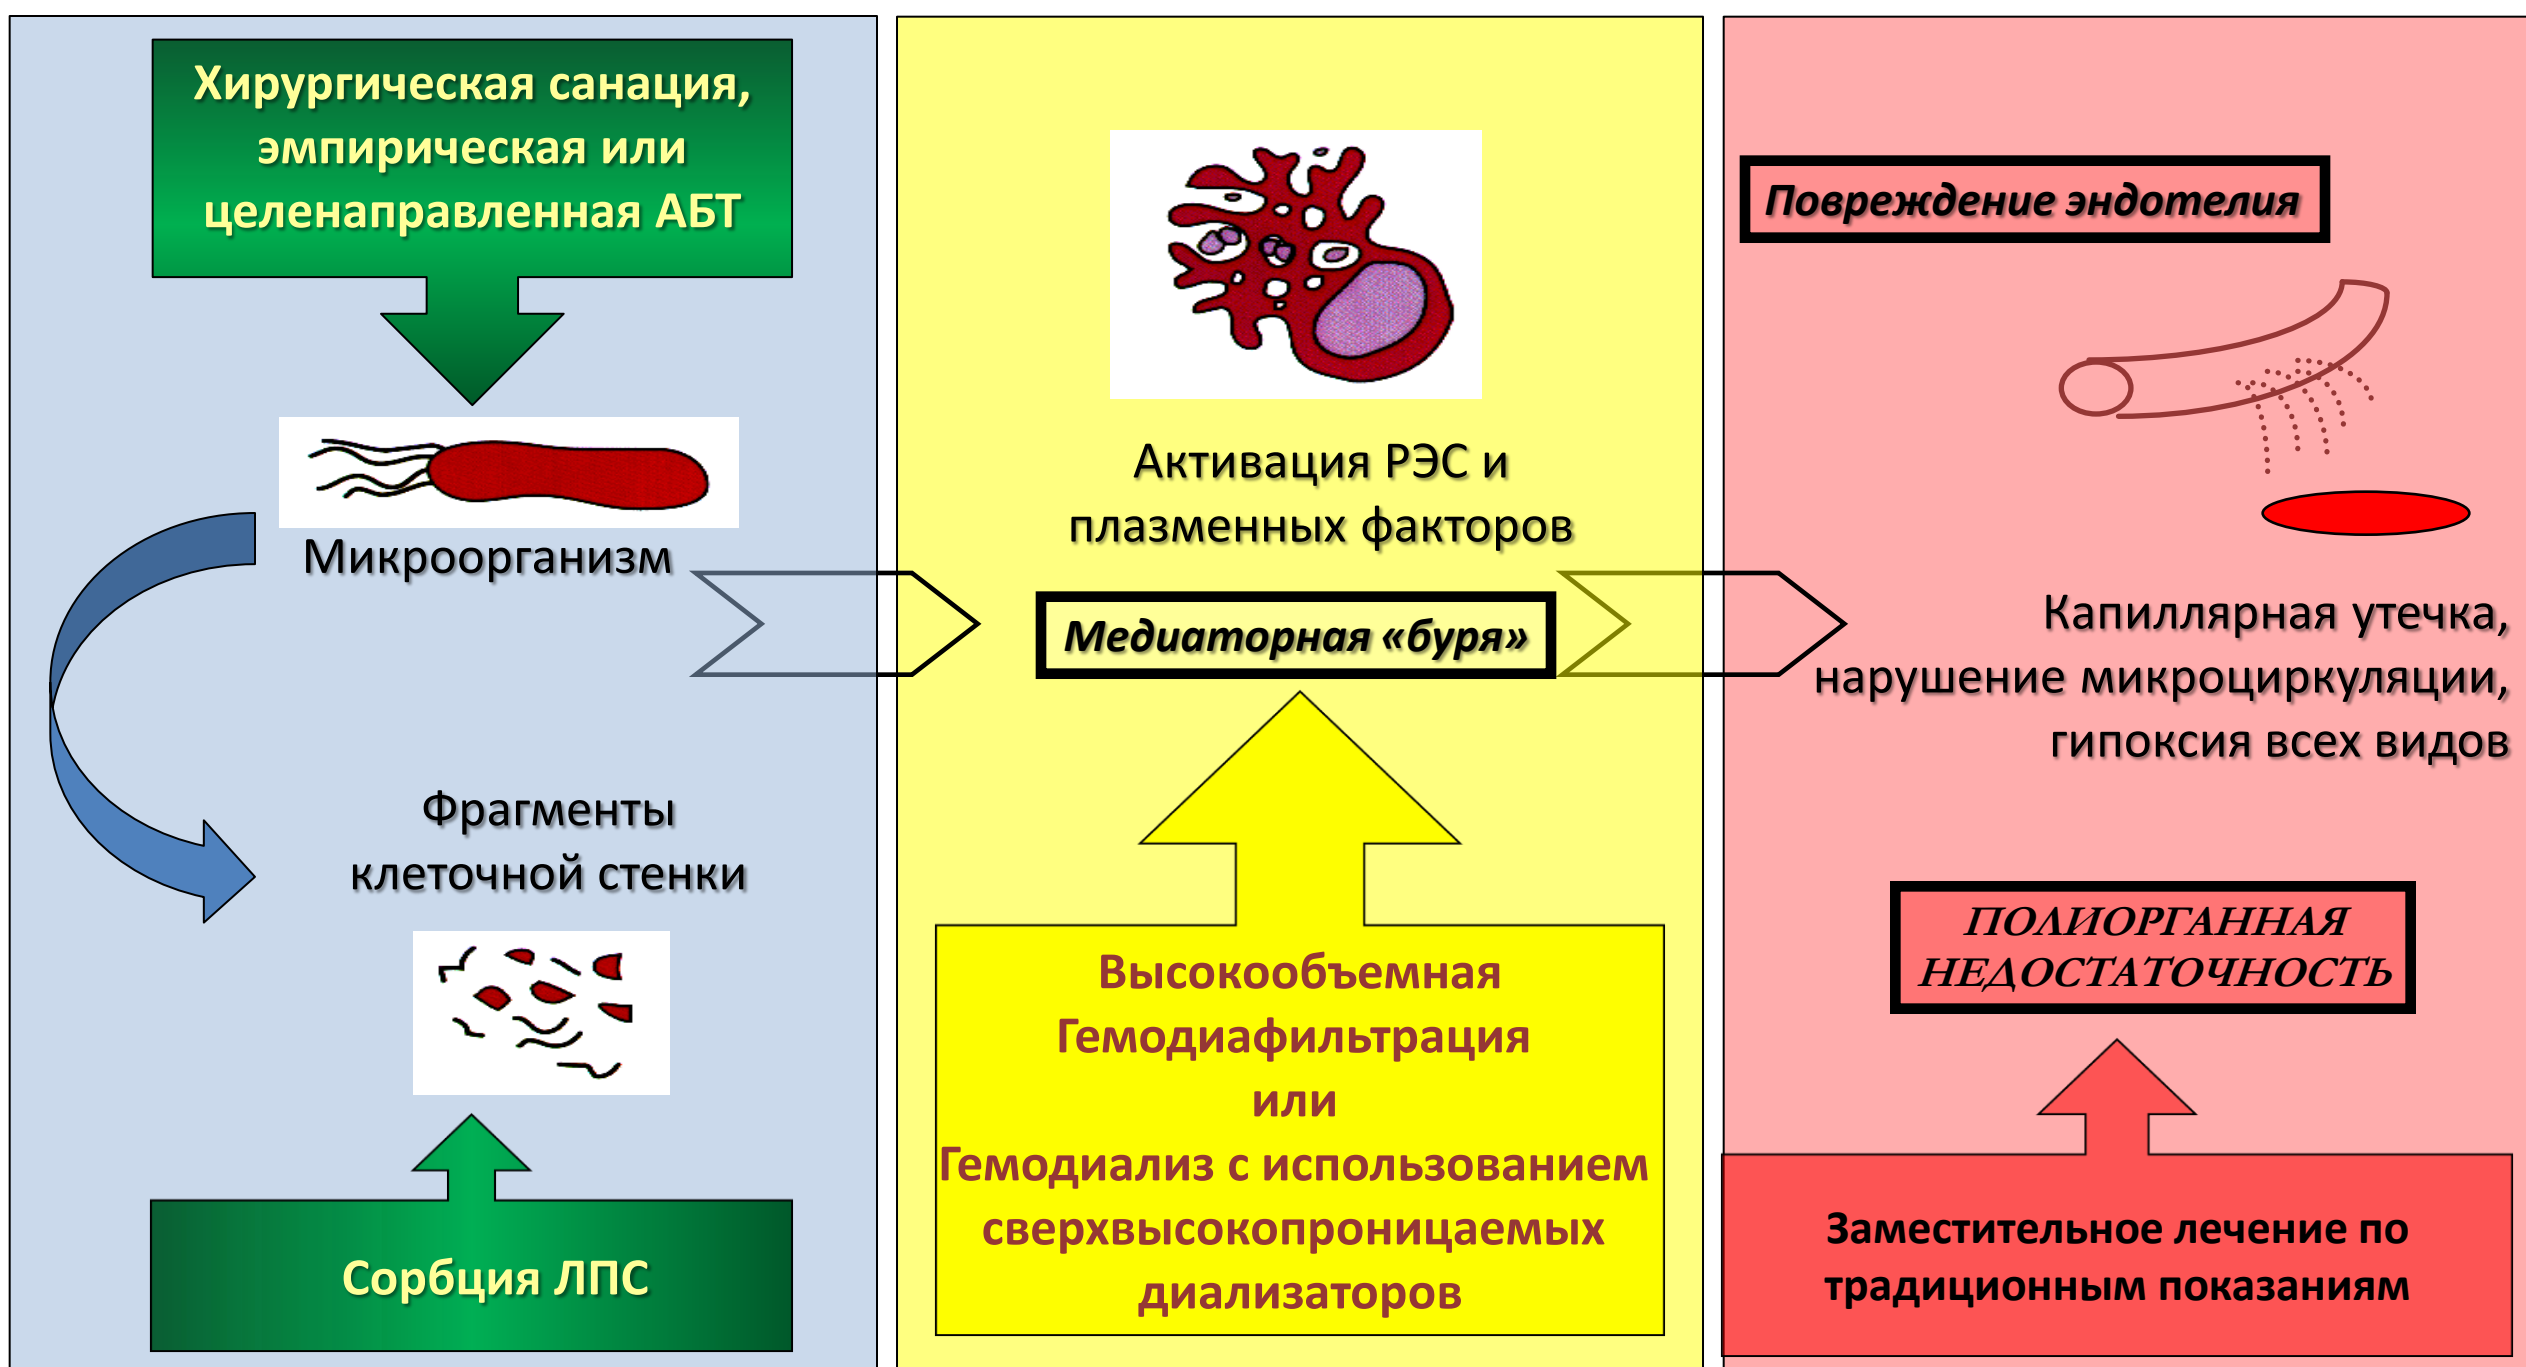 Хирургическая санация,
эмпирическая или
целенаправленная АБТ
Микроорганизм
Фрагменты
клеточной стенки
Сорбция ЛПС
Активация РЭС и
плазменных факторов
Медиаторная «буря»
Высокообъемная
Гемодиафильтрация
или
Гемодиализ с использованием
сверхвысокопроницаемых
диализаторов
Повреждение эндотелия
Капиллярная утечка,
нарушение микроциркуляции,
гипоксия всех видов
ПОЛИОРГАННАЯ
НЕДОСТАТОЧНОСТЬ
Заместительное лечение по
традиционным показаниям